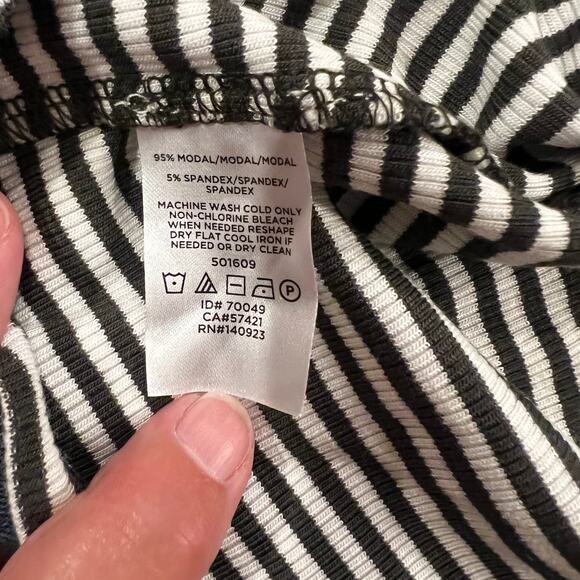 95% MODAL/MODAL/MODAL
5% SPANDEX/SPANDEX/
SPANDEX
MACHINE WASH COLD ONLY
NON-CHLORINE BLEACH
WHEN NEEDED RESHAPE
DRY FLAT COOL IRON IF
NEEDED OR DRY CLEAN
501609
P
ID# 70049
CA#57421
RN#140923